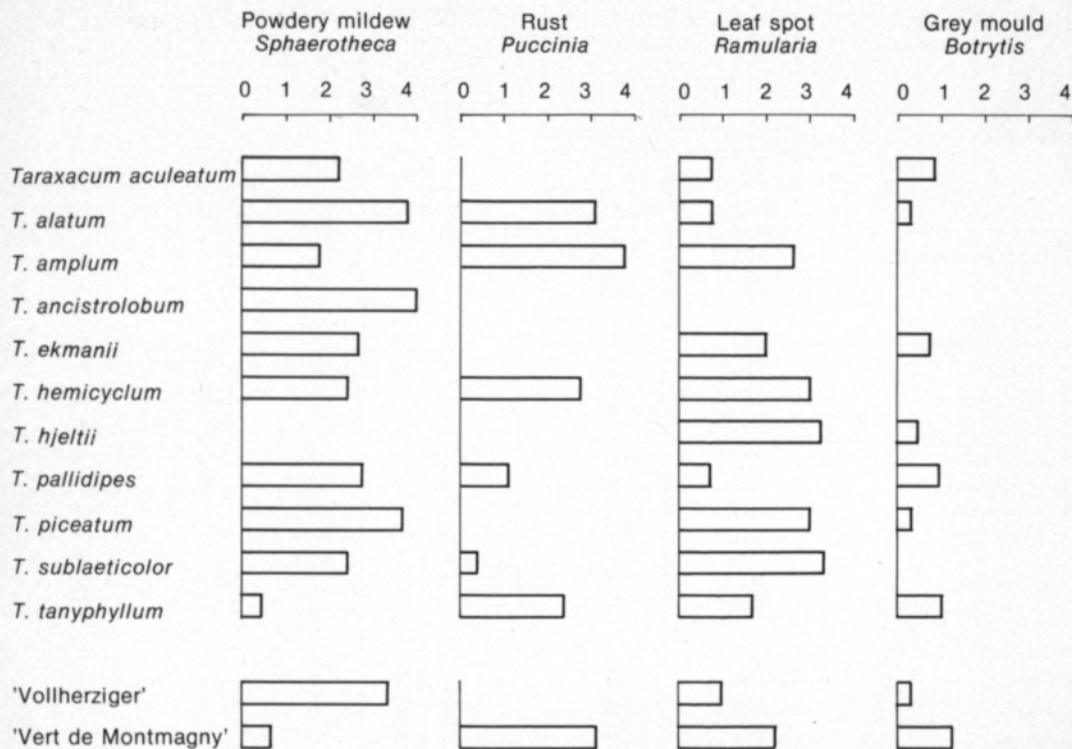 Powdery mildew Rust Leaf spot Grey mould
Sphaerotheca Puccinia Ramularia Botrytis
0 1 2 3 4 0 1 2 3 4 0 1 2 3 4 0 1 2 3 4
Taraxacum aculeatum
T. alatum
T. amplum
T. ancistrolobum
T. ekmanii
T. hemicyclum
T. hjeltii
T. pallidipes
T. piceatum
T. sublaeticolor
T. tanyphyllum
'Vollherziger'
'Vert de Montmagny'